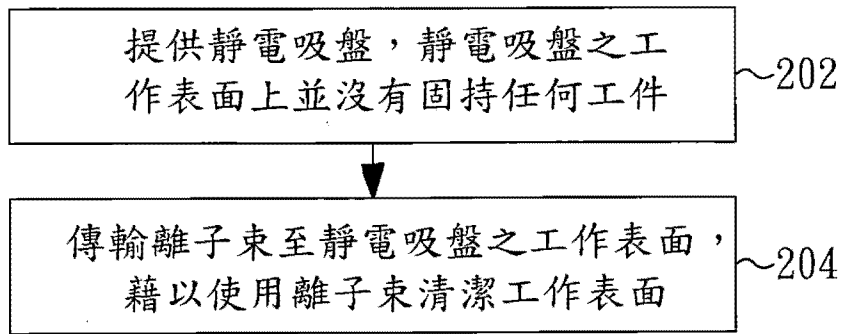 提供靜電吸盤，靜電吸盤之工
作表面上並沒有固持任何工件
202
傳輸離子束至靜電吸盤之工作表面，
藉以使用離子束清潔工作表面
204